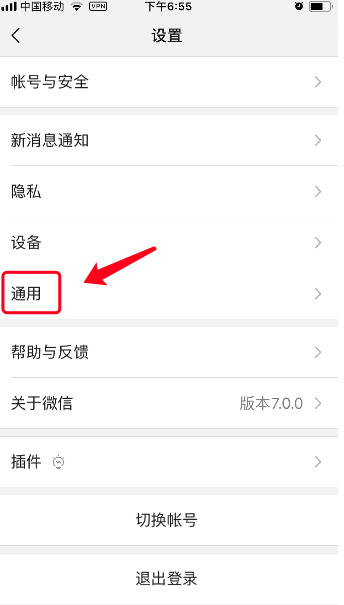 中国移动 VPN 下午6:55
设置
帐号与安全
新消息通知
隐私
设备
通用
帮助与反馈
关于微信 版本7.0.0
插件
切换帐号
退出登录